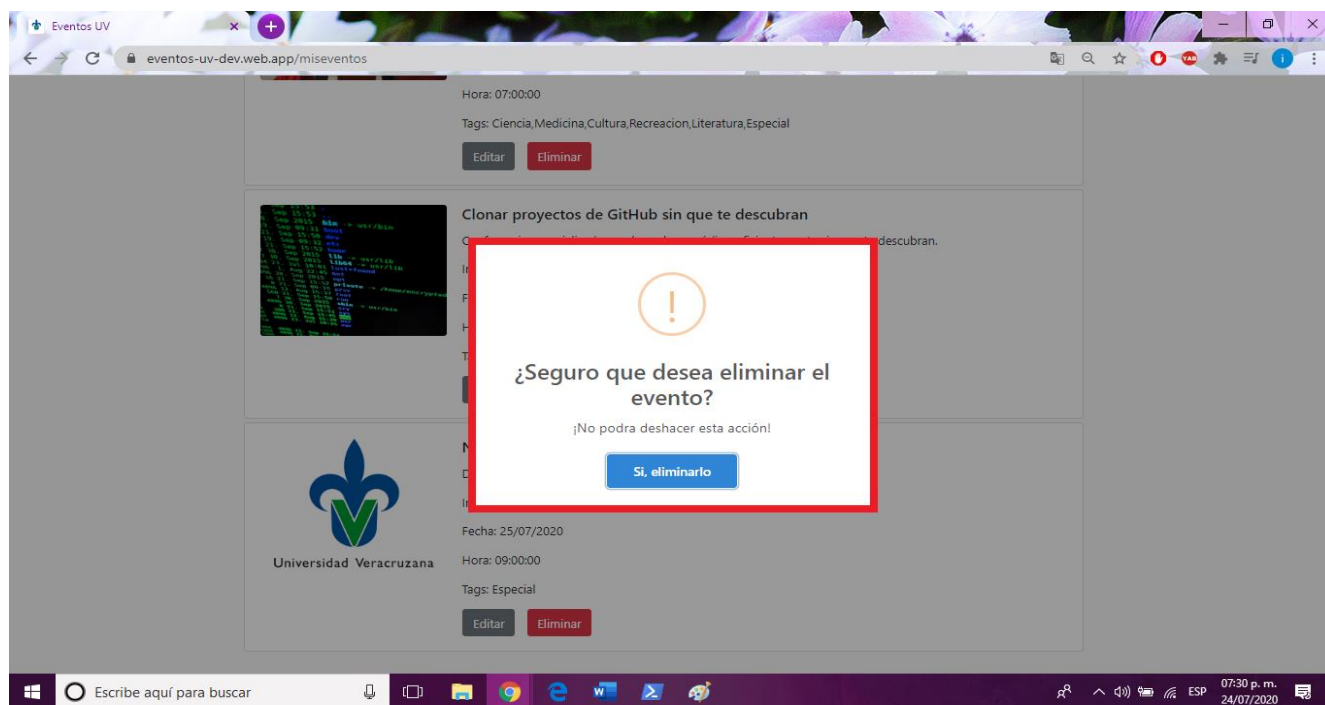 Eventos UV
eventos-uv-dev.web.app/miseventos
Hora: 07:00:00
Tags: Ciencia,Medicina,Cultura,Recreacion,Literatura,Especial
Editar
Eliminar
Clonar proyectos de GitHub sin que te descubran
descubran.
¿Seguro que desea eliminar el
evento?
¡No podra deshacer esta acción!
Si, eliminarlo
Universidad Veracruzana
Fecha: 25/07/2020
Hora: 09:00:00
Tags: Especial
Editar
Eliminar
Escribe aquí para buscar
ESP
07:30 p. m.
24/07/2020